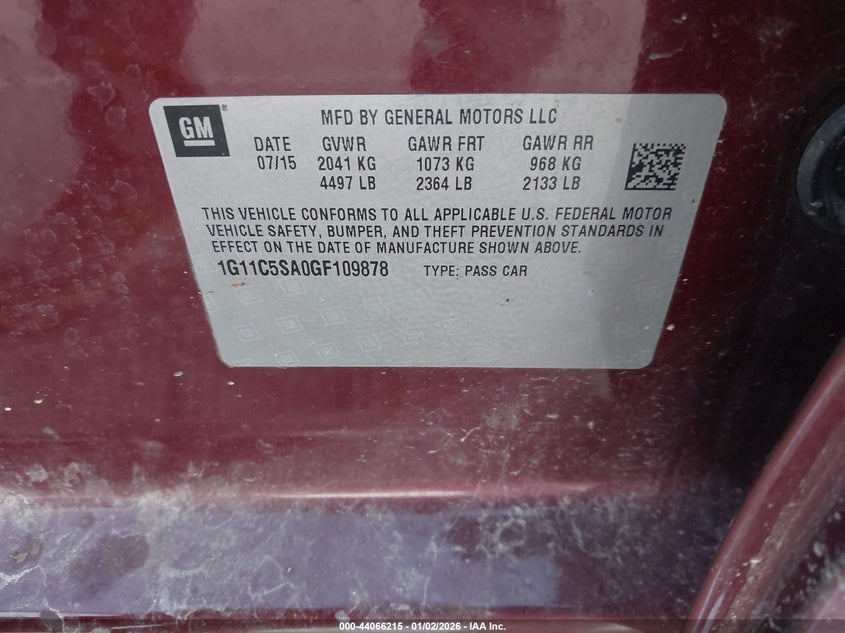 GM®
MFD BY GENERAL MOTORS LLC
DATE GVWR GAWR FRT GAWR RR
07/15 2041 KG 1073 KG 968 KG
4497 LB 2364 LB 2133 LB
THIS VEHICLE CONFORMS TO ALL APPLICABLE U.S. FEDERAL MOTOR
VEHICLE SAFETY, BUMPER, AND THEFT PREVENTION STANDARDS IN
EFFECT ON THE DATE OF MANUFACTURE SHOWN ABOVE.
1G11C5SA0GF109878 TYPE: PASS CAR
000-44066215 - 01/02/2026 - IAA Inc.